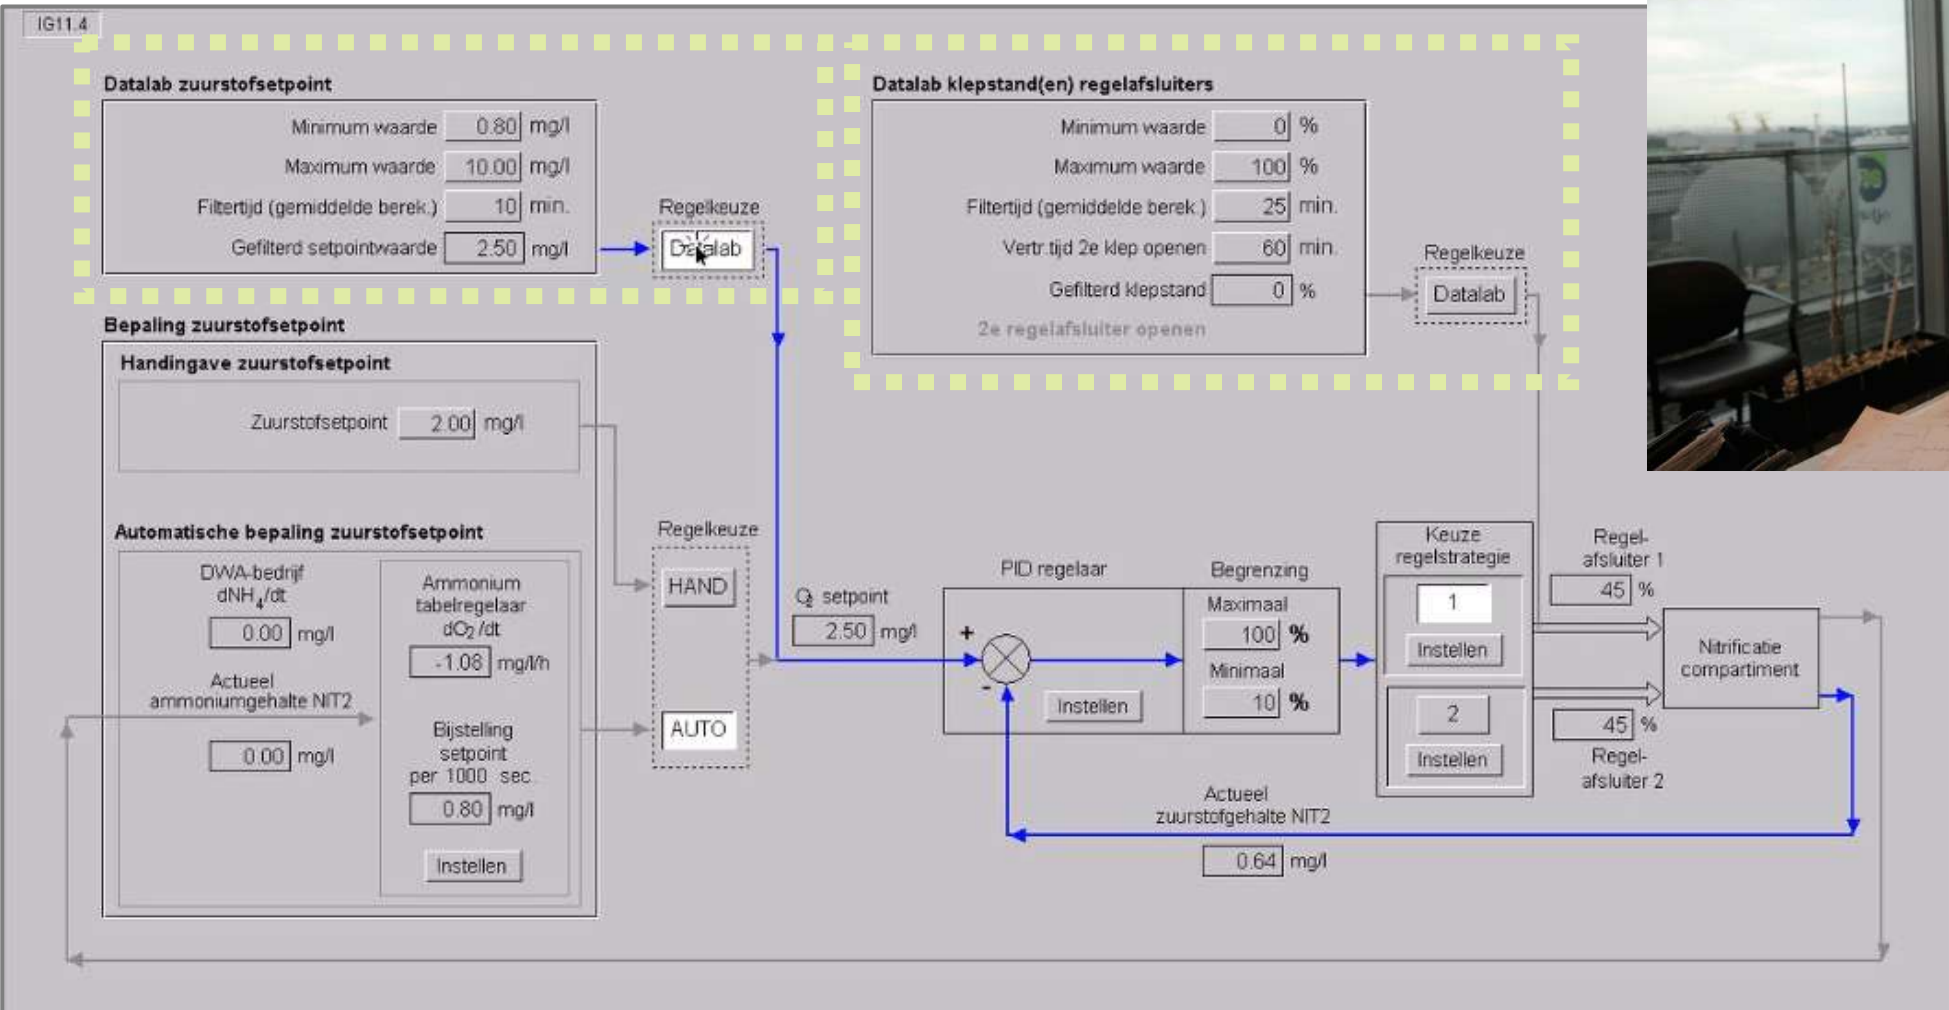 IG11.4
Datalab zuurstofsetpoint
Minimum waarde 0.80 mg/l
Maximum waarde 10.00 mg/l
Filtertijd (gemiddelde berek.) 10 min.
Gefilterd setpointwaarde 2.50 mg/l
Regelkeuze
Datalab
Datalab klepstand(en) regelafsluiters
Minimum waarde 0 %
Maximum waarde 100 %
Filtertijd (gemiddelde berek.) 25 min.
Vertr.tijd 2e klep openen 60 min.
Gefilterd klepstand 0 %
2e regelafsluiter openen
Regelkeuze
Datalab
Bepaling zuurstofsetpoint
Handingave zuurstofsetpoint
Zuurstofsetpoint 2.00 mg/l
Automatische bepaling zuurstofsetpoint
DWA-bedrijf
dNH4/dt
0.00 mg/l
Actueel
ammoniumgehalte NIT2
0.00 mg/l
Ammonium
tabelregelaar
dO2/dt
-1.08 mg/l/h
Bijstelling
setpoint
per 1000 sec.
0.80 mg/l
Instellen
Regelkeuze
HAND
AUTO
O2 setpoint
2.50 mg/l
PID regelaar
+
-
Instellen
Begrenzing
Maximaal
100 %
Minimaal
10 %
Keuze
regelstrategie
1
Instellen
2
Instellen
Regel-
afsluiter 1
45 %
45 %
Regel-
afsluiter 2
Nitrificatie
compartiment
Actueel
zuurstofgehalte NIT2
0.64 mg/l